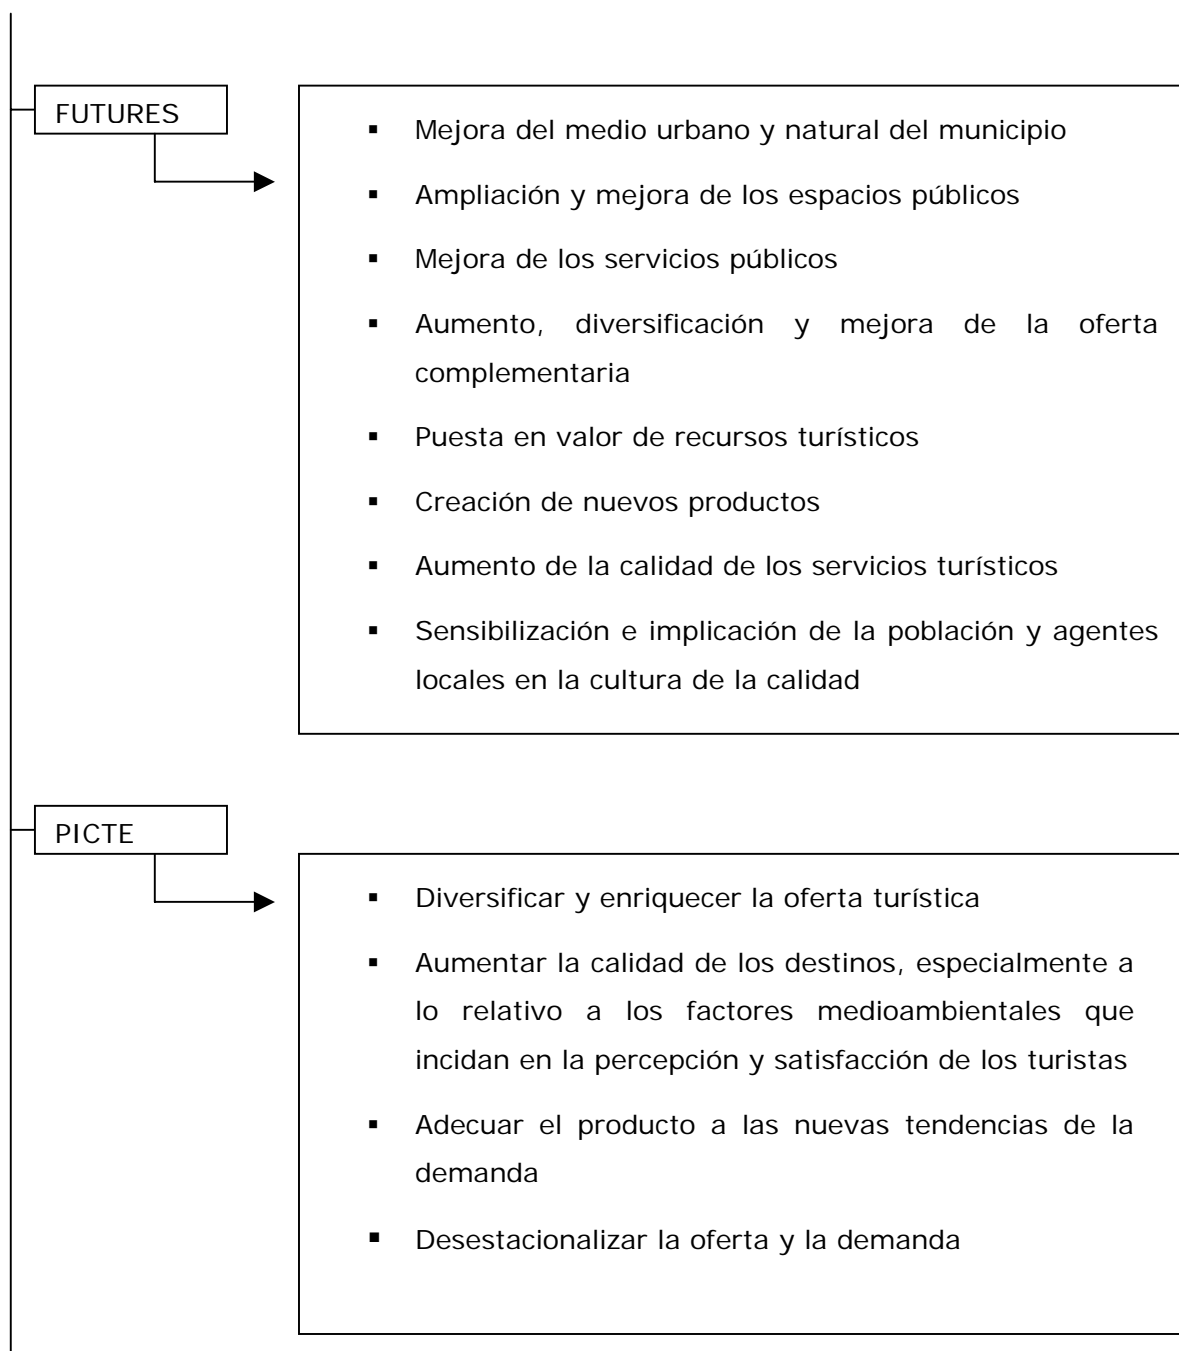 FUTURES
▪ Mejora del medio urbano y natural del municipio
▪ Ampliación y mejora de los espacios públicos
▪ Mejora de los servicios públicos
▪ Aumento, diversificación y mejora de la oferta
complementaria
▪ Puesta en valor de recursos turísticos
▪ Creación de nuevos productos
▪ Aumento de la calidad de los servicios turísticos
▪ Sensibilización e implicación de la población y agentes
locales en la cultura de la calidad
PICTE
▪ Diversificar y enriquecer la oferta turística
▪ Aumentar la calidad de los destinos, especialmente a
lo relativo a los factores medioambientales que
incidan en la percepción y satisfacción de los turistas
▪ Adecuar el producto a las nuevas tendencias de la
demanda
▪ Desestacionalizar la oferta y la demanda